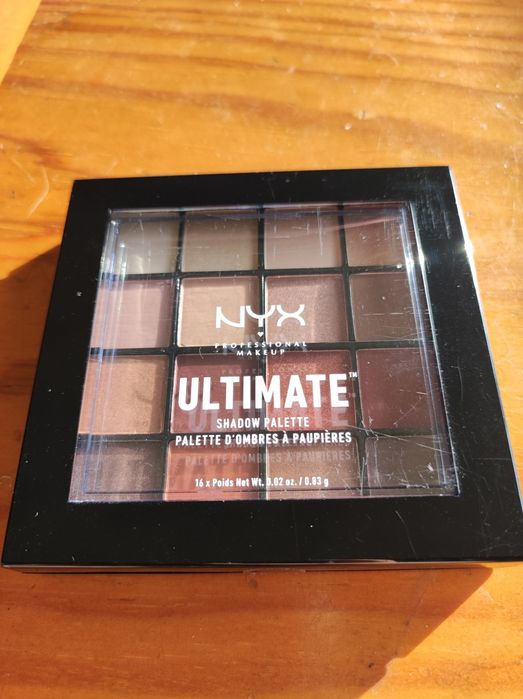 NYX
PROFESSIONAL
MAKEUP
ULTIMATE™
SHADOW PALETTE
PALETTE D'OMBRES À PAUPIÈRES
16 x Poids Net Wt. 0.02 oz. / 0.83 g